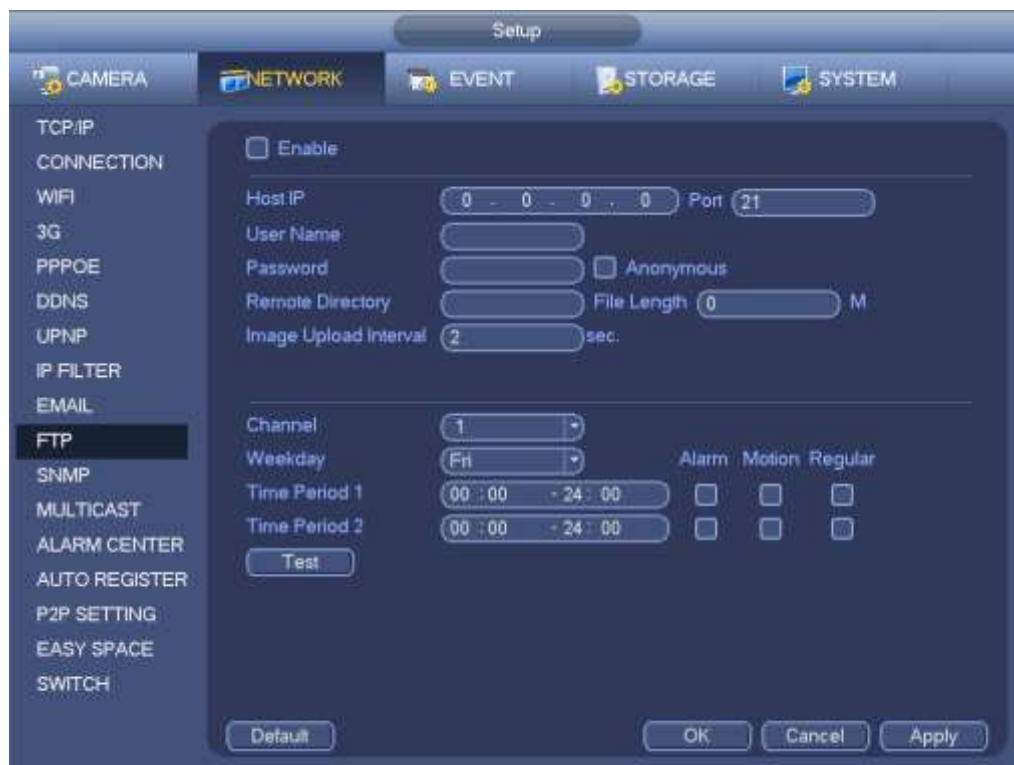 Setup
CAMERA NETWORK EVENT STORAGE SYSTEM
TCP/IP
CONNECTION
WIFI
3G
PPPOE
DDNS
UPNP
IP FILTER
EMAIL
FTP
SNMP
MULTICAST
ALARM CENTER
AUTO REGISTER
P2P SETTING
EASY SPACE
SWITCH
Enable
Host IP 0 . 0 . 0 . 0 Port 21
User Name
Password Anonymous
Remote Directory File Length 0 M
Image Upload Interval 2 sec.
Channel 1
Weekday Fri Alarm Motion Regular
Time Period 1 00 :00 - 24 : 00
Time Period 2 00 :00 - 24 : 00
Test
Default OK Cancel Apply